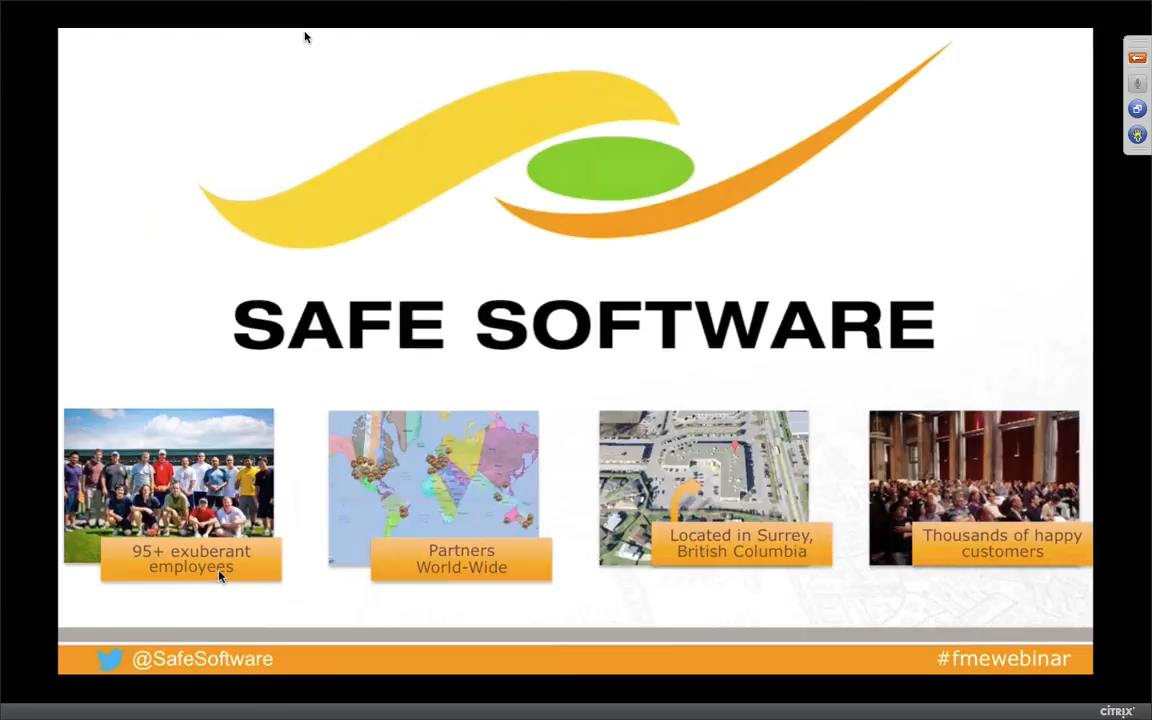 SAFE SOFTWARE
95+ exuberant
employees
Partners
World-Wide
Located in Surrey,
British Columbia
Thousands of happy
customers
@SafeSoftware
#fmewebinar
CITRIX